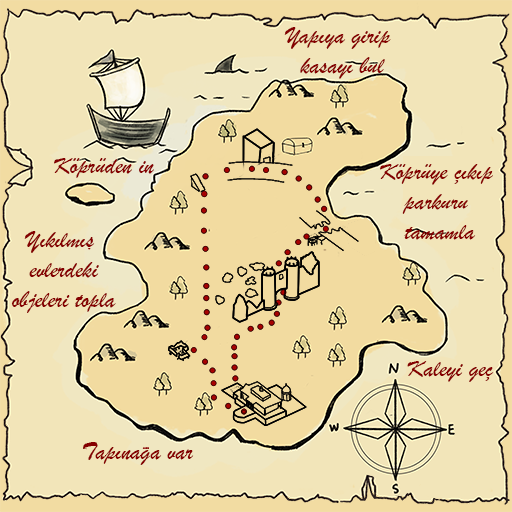 Yapıya girip
kasayı bul
Köprüden in
Köprüye çıkıp
parkuru
tamamla
Yıkılmış
evlerdeki
objeleri topla
Kaleyi geç
Tapınağa var
N
W
E
S